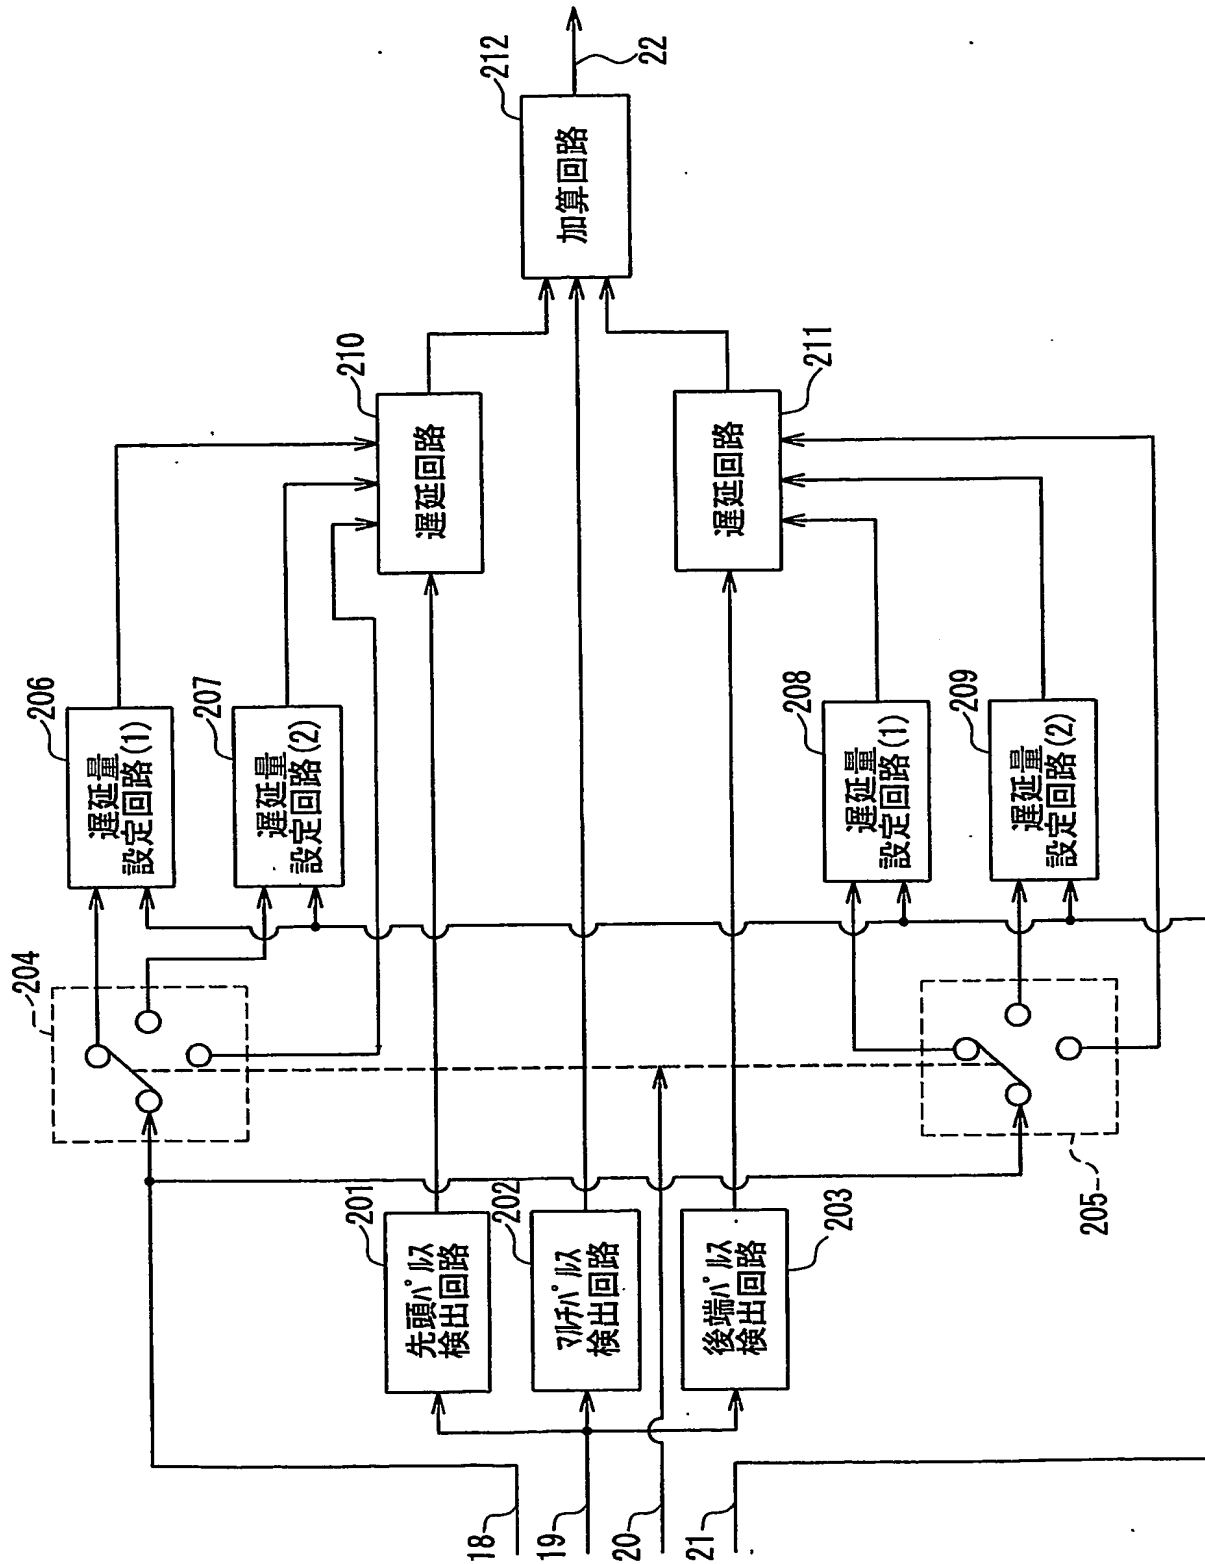 18
19
20
21
201
先頭パルス
検出回路
202
マルチパルス
検出回路
203
後端パルス
検出回路
204
205
206
遅延量
設定回路(1)
207
遅延量
設定回路(2)
208
遅延量
設定回路(1)
209
遅延量
設定回路(2)
210
遅延回路
211
遅延回路
212
加算回路
22